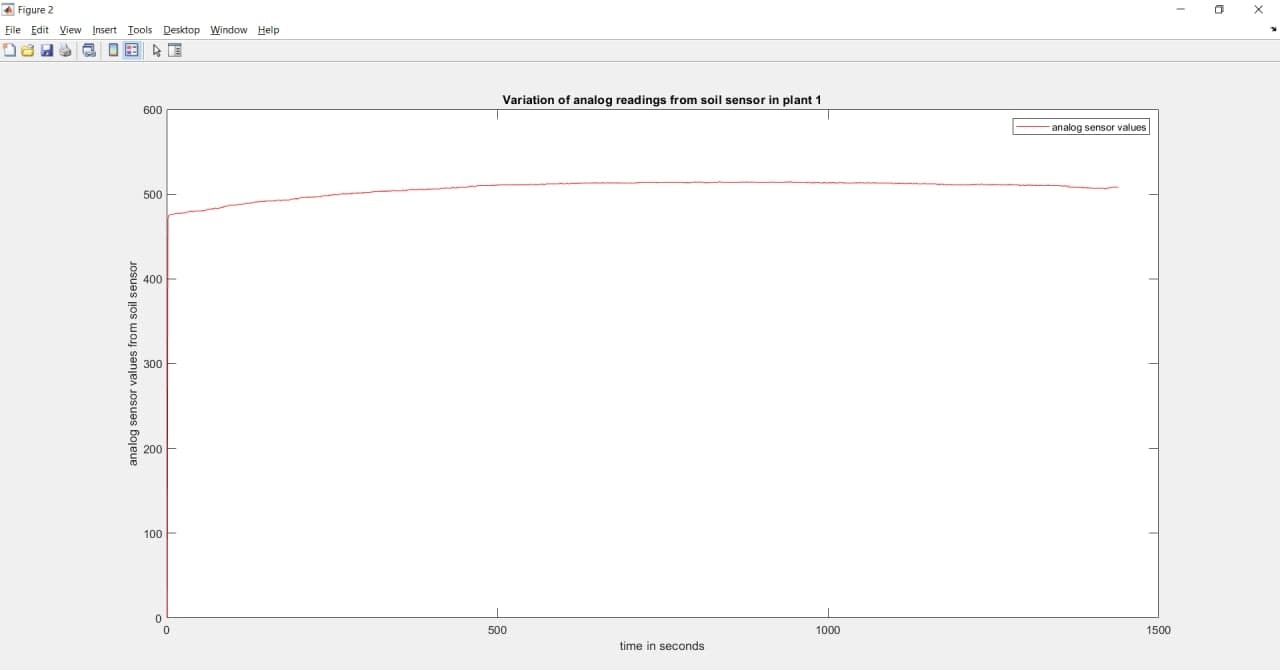 Figure 2
File Edit View Insert Tools Desktop Window Help
Variation of analog readings from soil sensor in plant 1
analog sensor values
600
500
400
300
200
100
0
analog sensor values from soil sensor
0 500 1000 1500
time in seconds